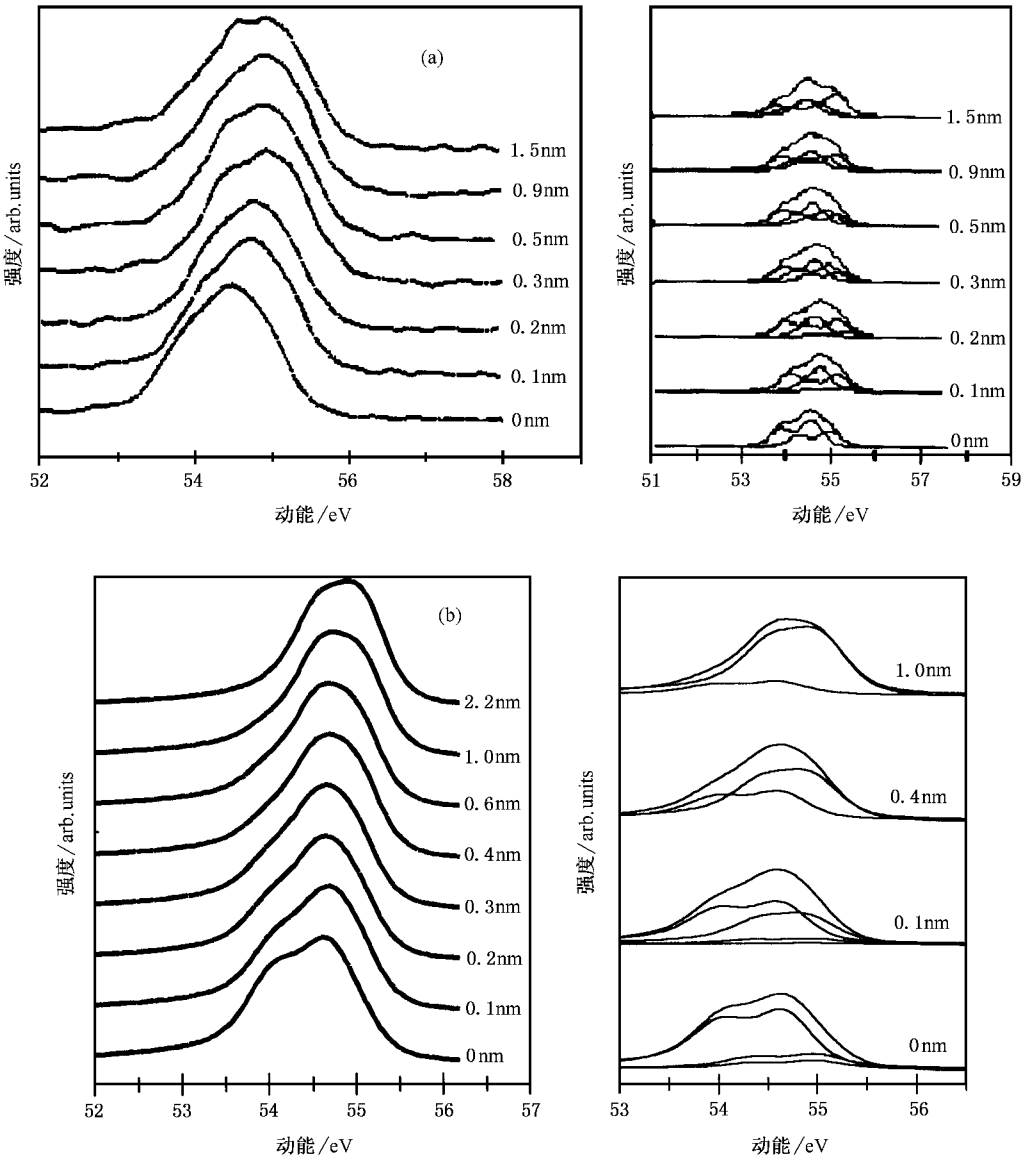 (a)
1.5nm
0.9nm
0.5nm
0.3nm
0.2nm
0.1nm
0nm
强度/arb.units
52 54 56 58
动能/eV
1.5nm
0.9nm
0.5nm
0.3nm
0.2nm
0.1nm
0nm
强度/arb.units
51 53 55 57 59
动能/eV
(b)
2.2nm
1.0nm
0.6nm
0.4nm
0.3nm
0.2nm
0.1nm
0nm
强度/arb.units
52 53 54 55 56 57
动能/eV
1.0nm
0.4nm
0.1nm
0nm
强度/arb.units
53 54 55 56
动能/eV